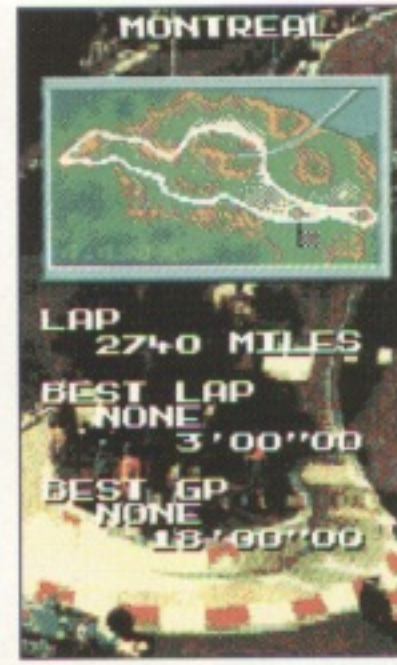 MONTREAL
LAP
2740 MILES
BEST LAP
NONE
3'00"00
BEST GP
NONE
18'00"00